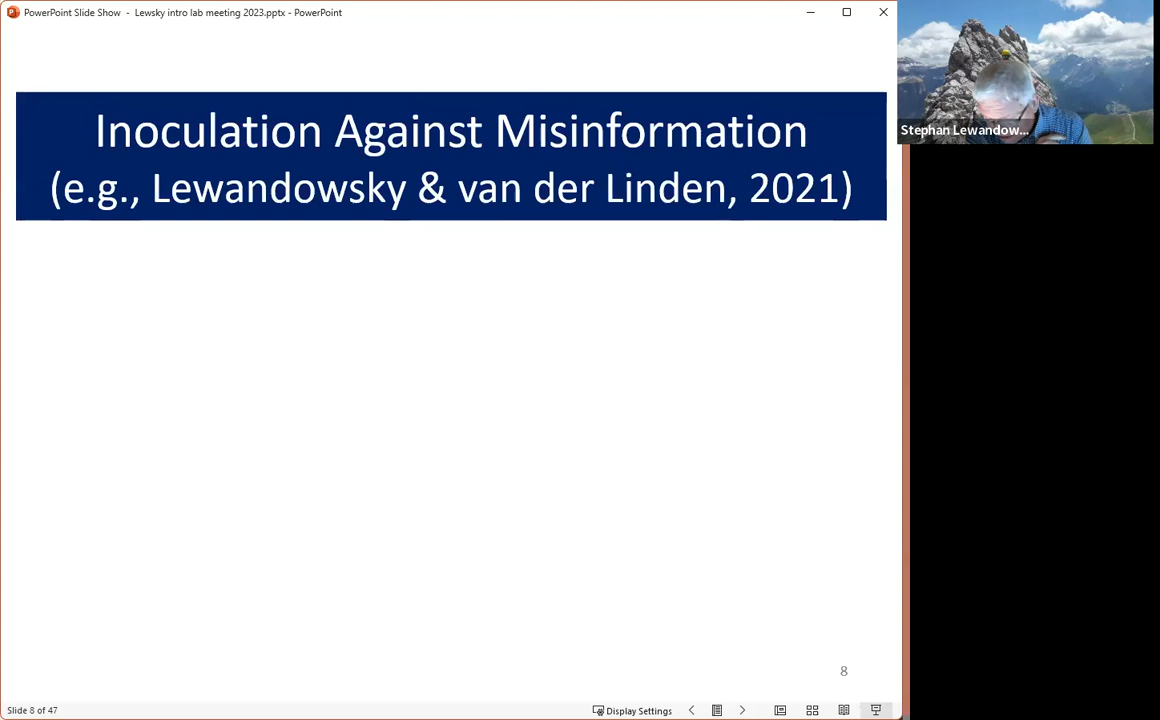 PowerPoint Slide Show - Lewsky intro lab meeting 2023.pptx - PowerPoint
Inoculation Against Misinformation
(e.g., Lewandowsky & van der Linden, 2021)
Stephan Lewandow...
8
Slide 8 of 47
Display Settings